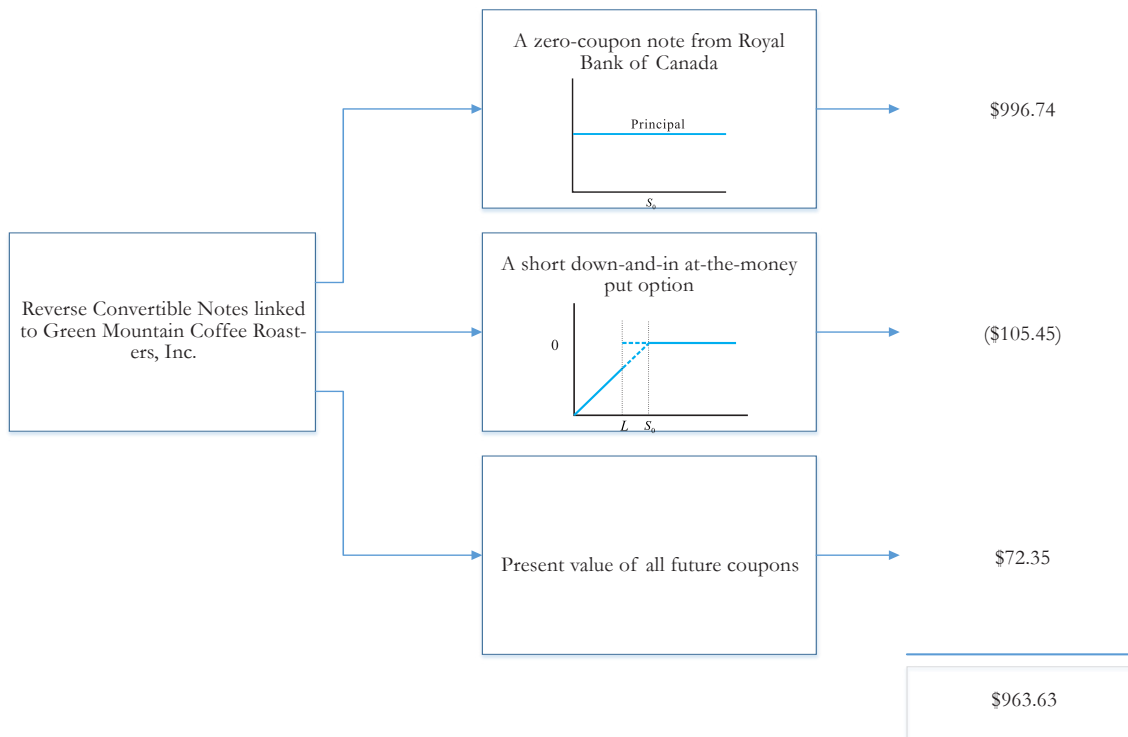 A zero-coupon note from Royal
Bank of Canada
Principal
S₀
$996.74
Reverse Convertible Notes linked
to Green Mountain Coffee Roast-
ers, Inc.
A short down-and-in at-the-money
put option
0
L S₀
($105.45)
Present value of all future coupons
$72.35
$963.63